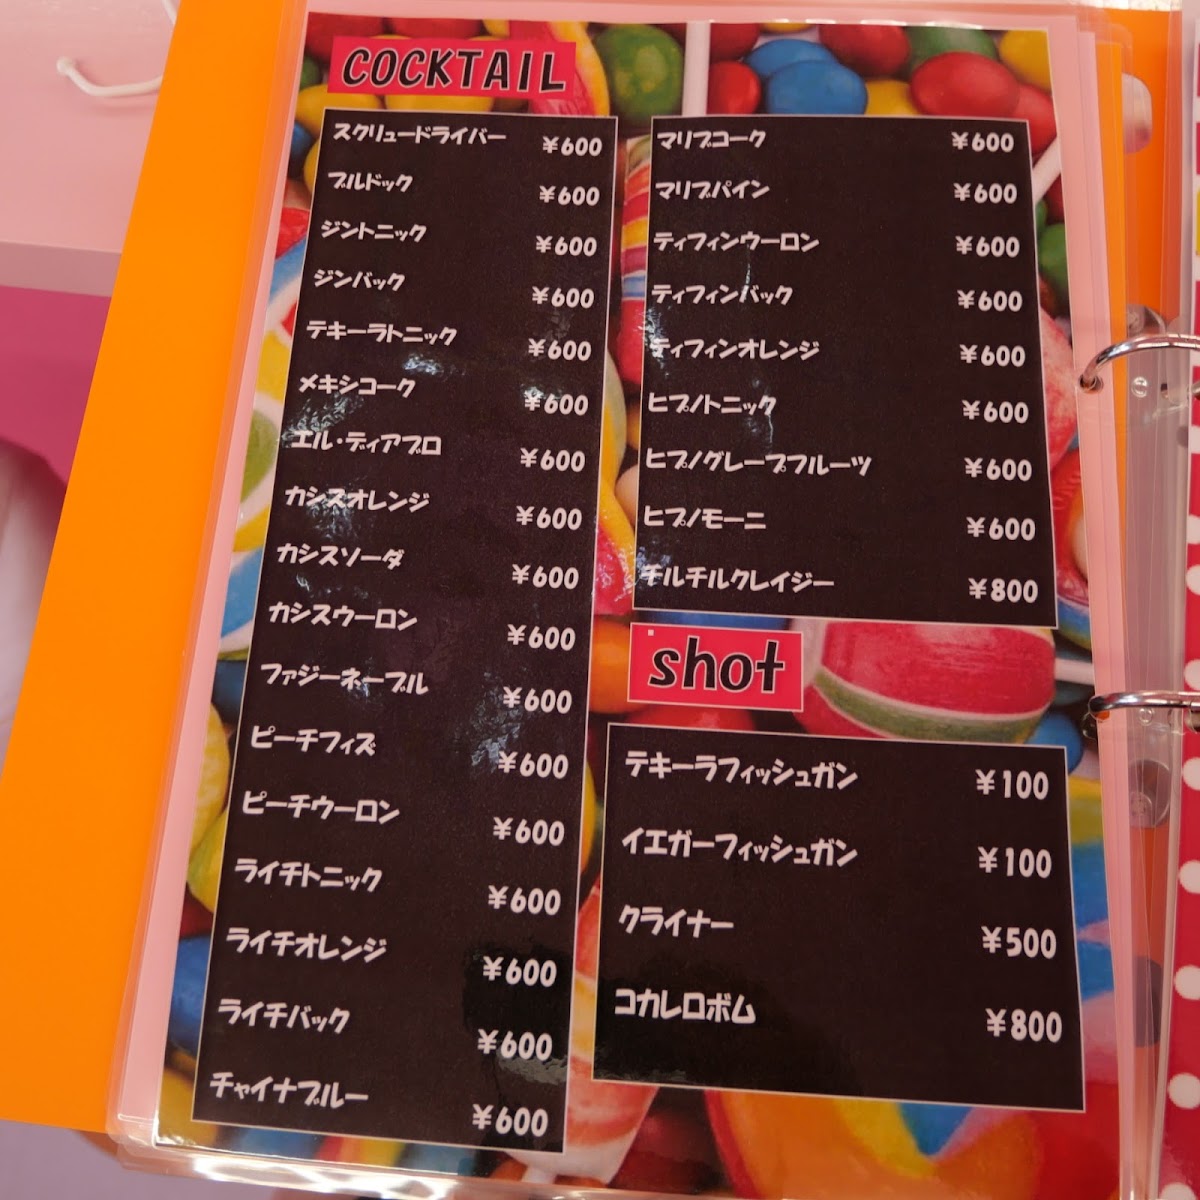 COCKTAIL
スクリュードライバー ¥600
ブルドック ¥600
ジントニック ¥600
ジンバック ¥600
テキーラトニック ¥600
メキシコーク ¥600
エル・ディアブロ ¥600
カシスオレンジ ¥600
カシスソーダ ¥600
カシスウーロン ¥600
ファジーネーブル ¥600
ピーチフィズ ¥600
ピーチウーロン ¥600
ライチトニック ¥600
ライチオレンジ ¥600
ライチバック ¥600
チャイナブルー ¥600
マリブコーク ¥600
マリブパイン ¥600
ティフィンウーロン ¥600
ティフィンバック ¥600
ティフィンオレンジ ¥600
ヒプノトニック ¥600
ヒプノグレープフルーツ ¥600
ヒプノモーニ ¥600
チルチルクレイジー ¥800
shot
テキーラフィッシュガン ¥100
イエガーフィッシュガン ¥100
クライナー ¥500
コカレロボム ¥800